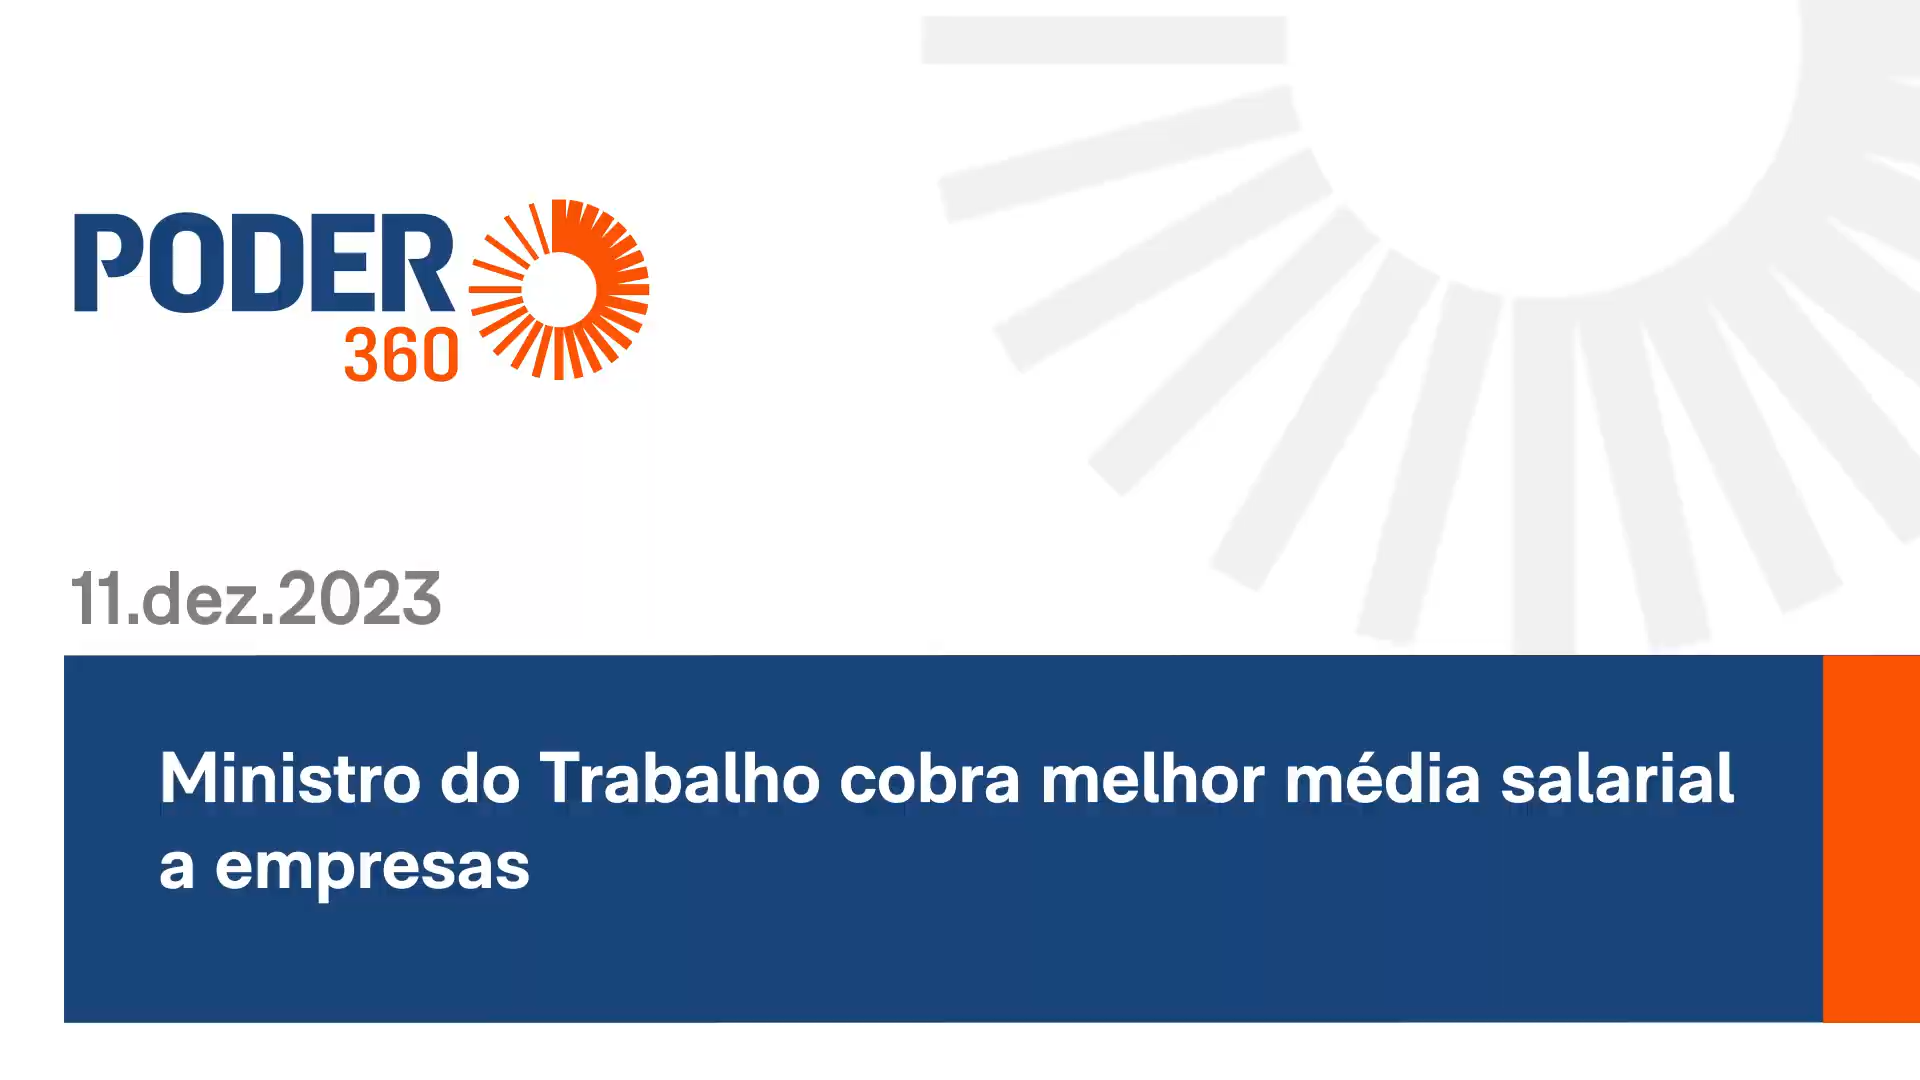 PODER
360
11.dez.2023
Ministro do Trabalho cobra melhor média salarial
a empresas